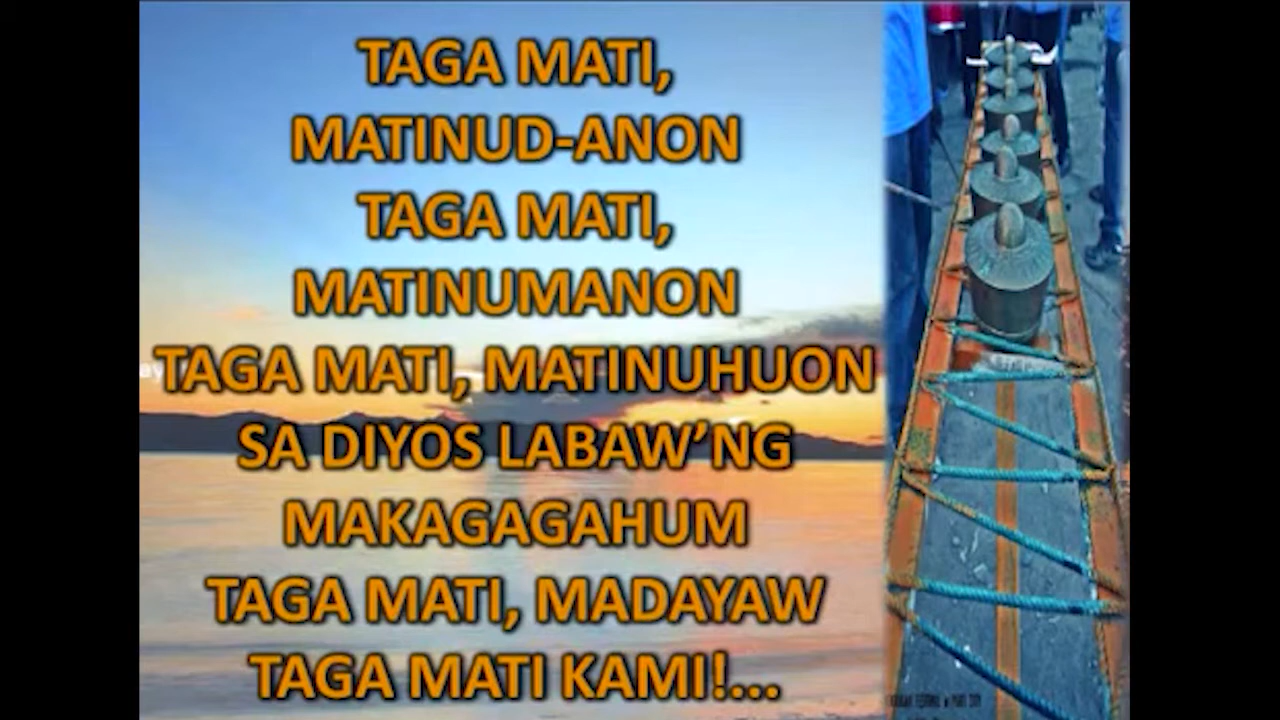 TAGA MATI,
MATINUD-ANON
TAGA MATI,
MATINUMANON
TAGA MATI, MATINUHUON
SA DIYOS LABAW’NG
MAKAGAGAHUM
TAGA MATI, MADAYAW
TAGA MATI KAMI!...